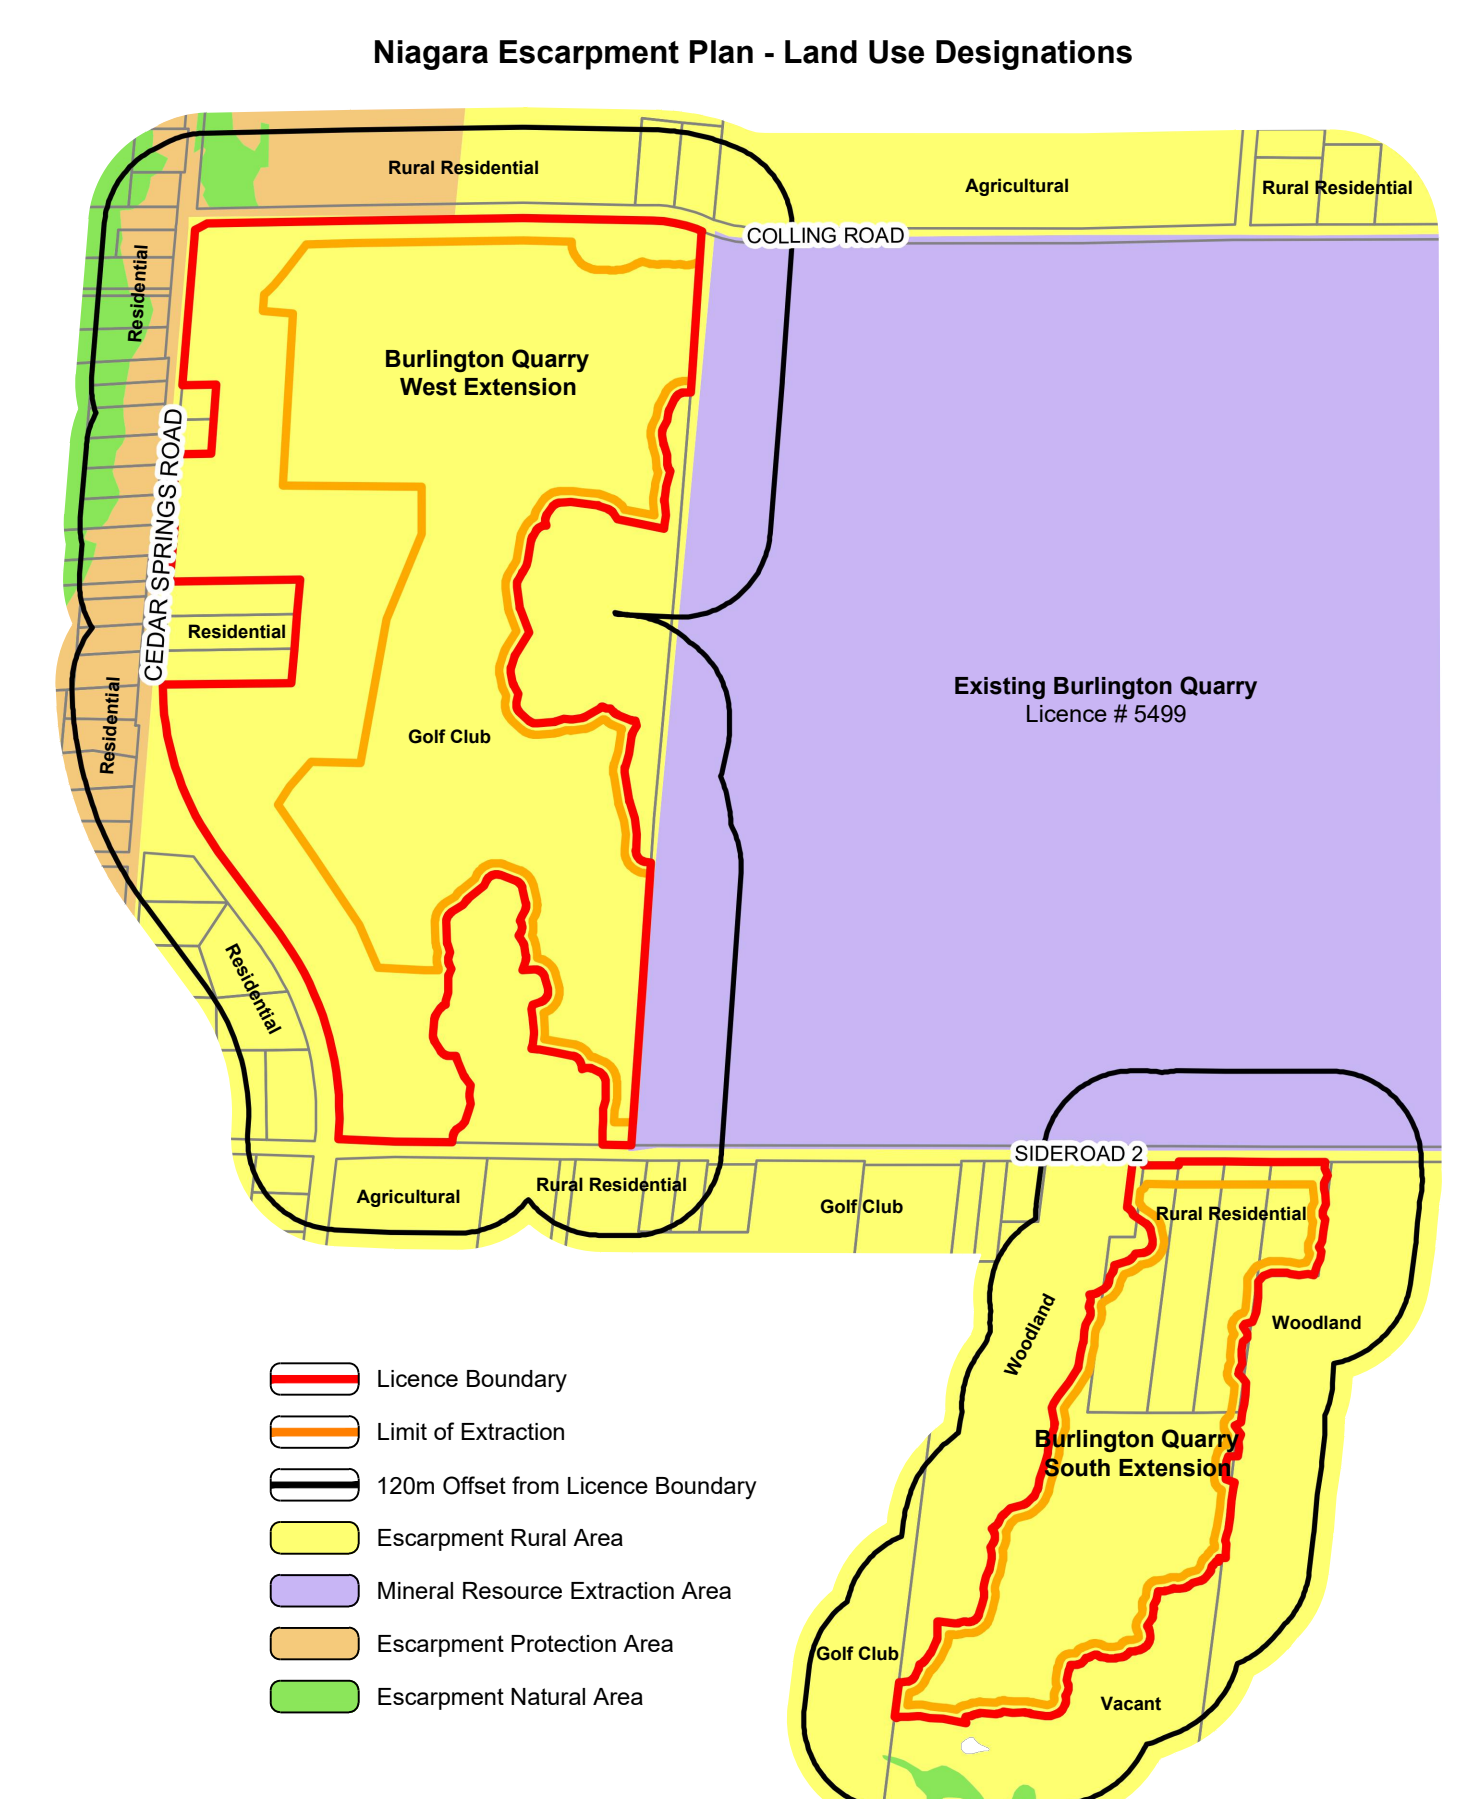 Niagara Escarpment Plan - Land Use Designations
Rural Residential
Agricultural
Rural Residential
COLLING ROAD
Residential
Burlington Quarry
West Extension
CEDAR SPRINGS ROAD
Residential
Residential
Golf Club
Existing Burlington Quarry
Licence # 5499
Residential
SIDEROAD 2
Agricultural
Rural Residential
Golf Club
Rural Residential
Woodland
Woodland
Burlington Quarry
South Extension
Golf Club
Vacant
Licence Boundary
Limit of Extraction
120m Offset from Licence Boundary
Escarpment Rural Area
Mineral Resource Extraction Area
Escarpment Protection Area
Escarpment Natural Area